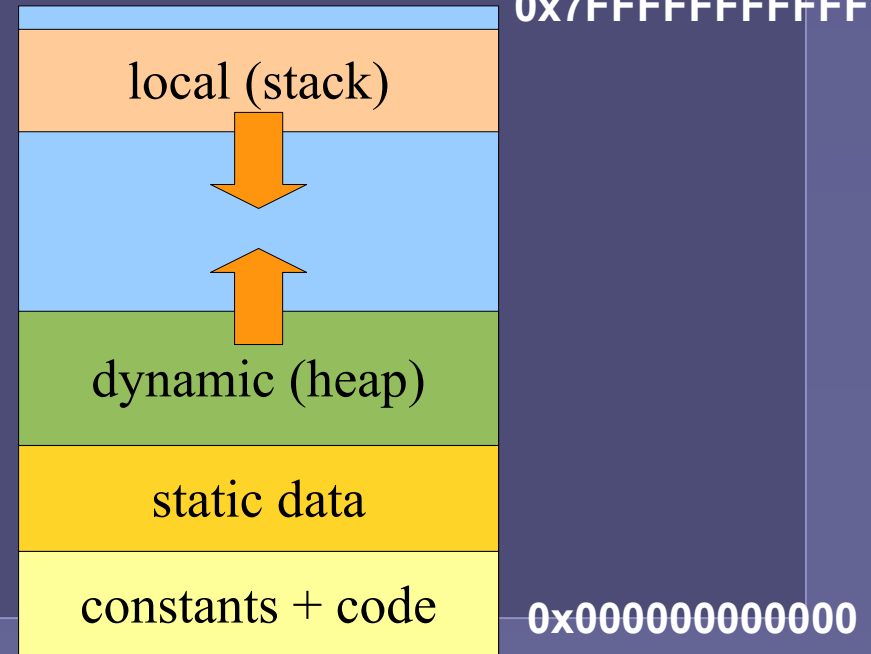 0x7FFFFFFFFFFF
local (stack)
dynamic (heap)
static data
constants + code
0x000000000000